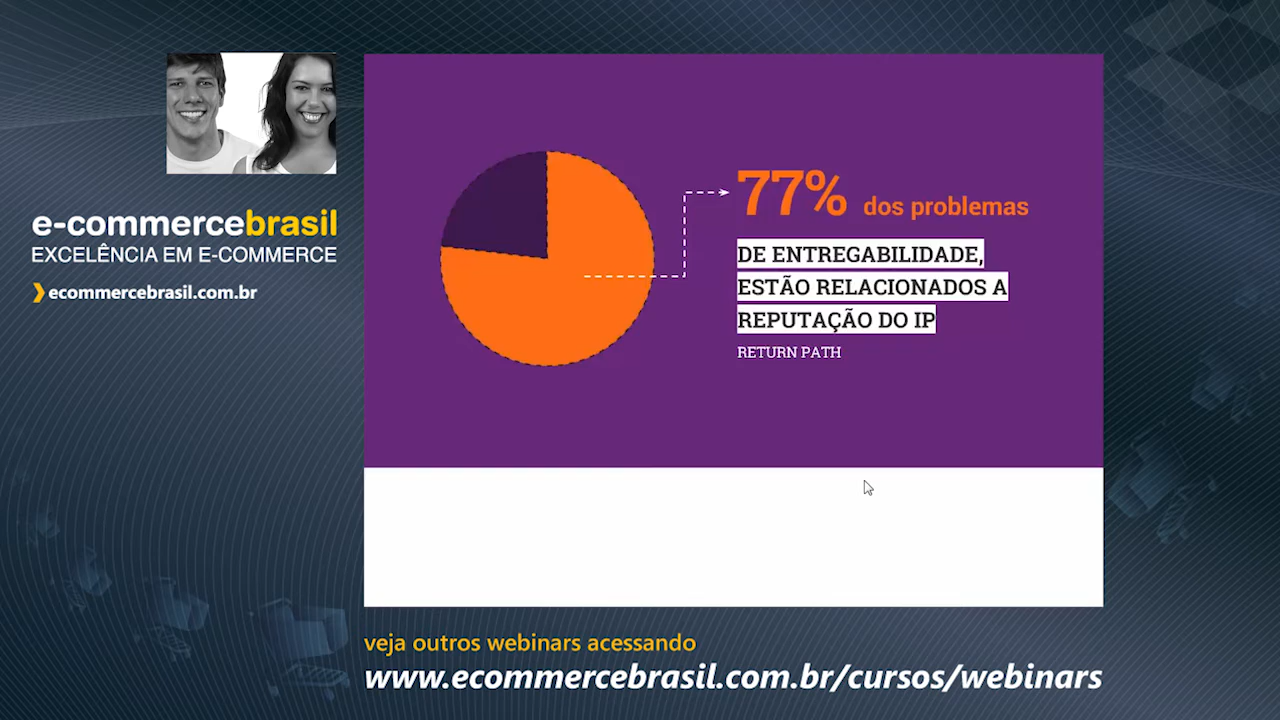 e-commercebrasil
EXCELÊNCIA EM E-COMMERCE
ecommercebrasil.com.br
77% dos problemas
DE ENTREGABILIDADE,
ESTÃO RELACIONADOS A
REPUTAÇÃO DO IP
RETURN PATH
veja outros webinars acessando
www.ecommercebrasil.com.br/cursos/webinars